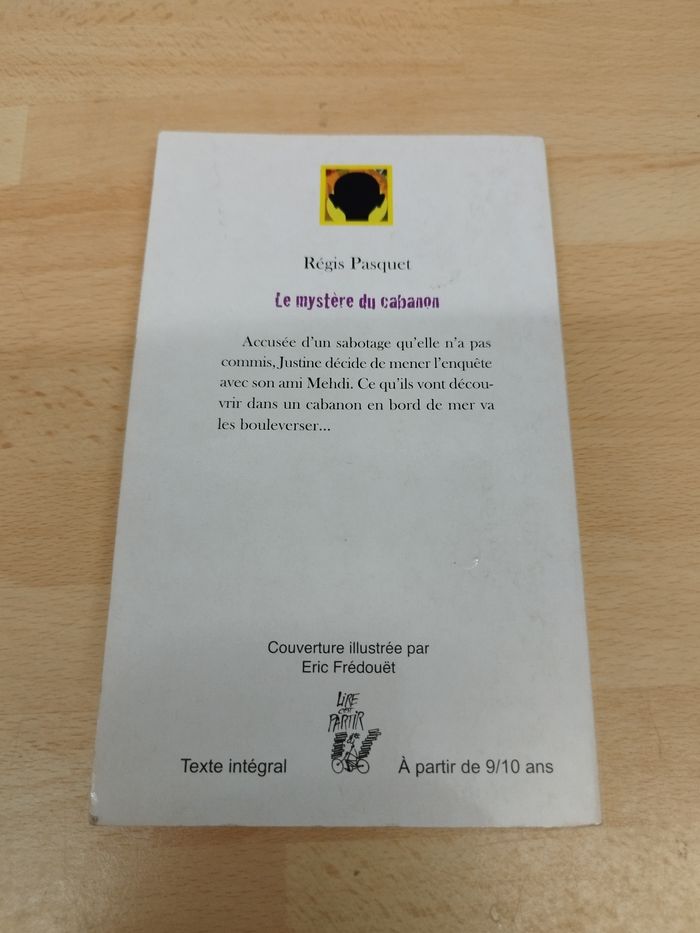 Régis Pasquet
Le mystère du cabanon
Accusée d'un sabotage qu'elle n'a pas
commis, Justine décide de mener l'enquête
avec son ami Mehdi. Ce qu'ils vont décou-
vrir dans un cabanon en bord de mer va
les bouleverser...
Couverture illustrée par
Eric Frédouët
LIRE
C'EST
PARTIR
Texte intégral
À partir de 9/10 ans